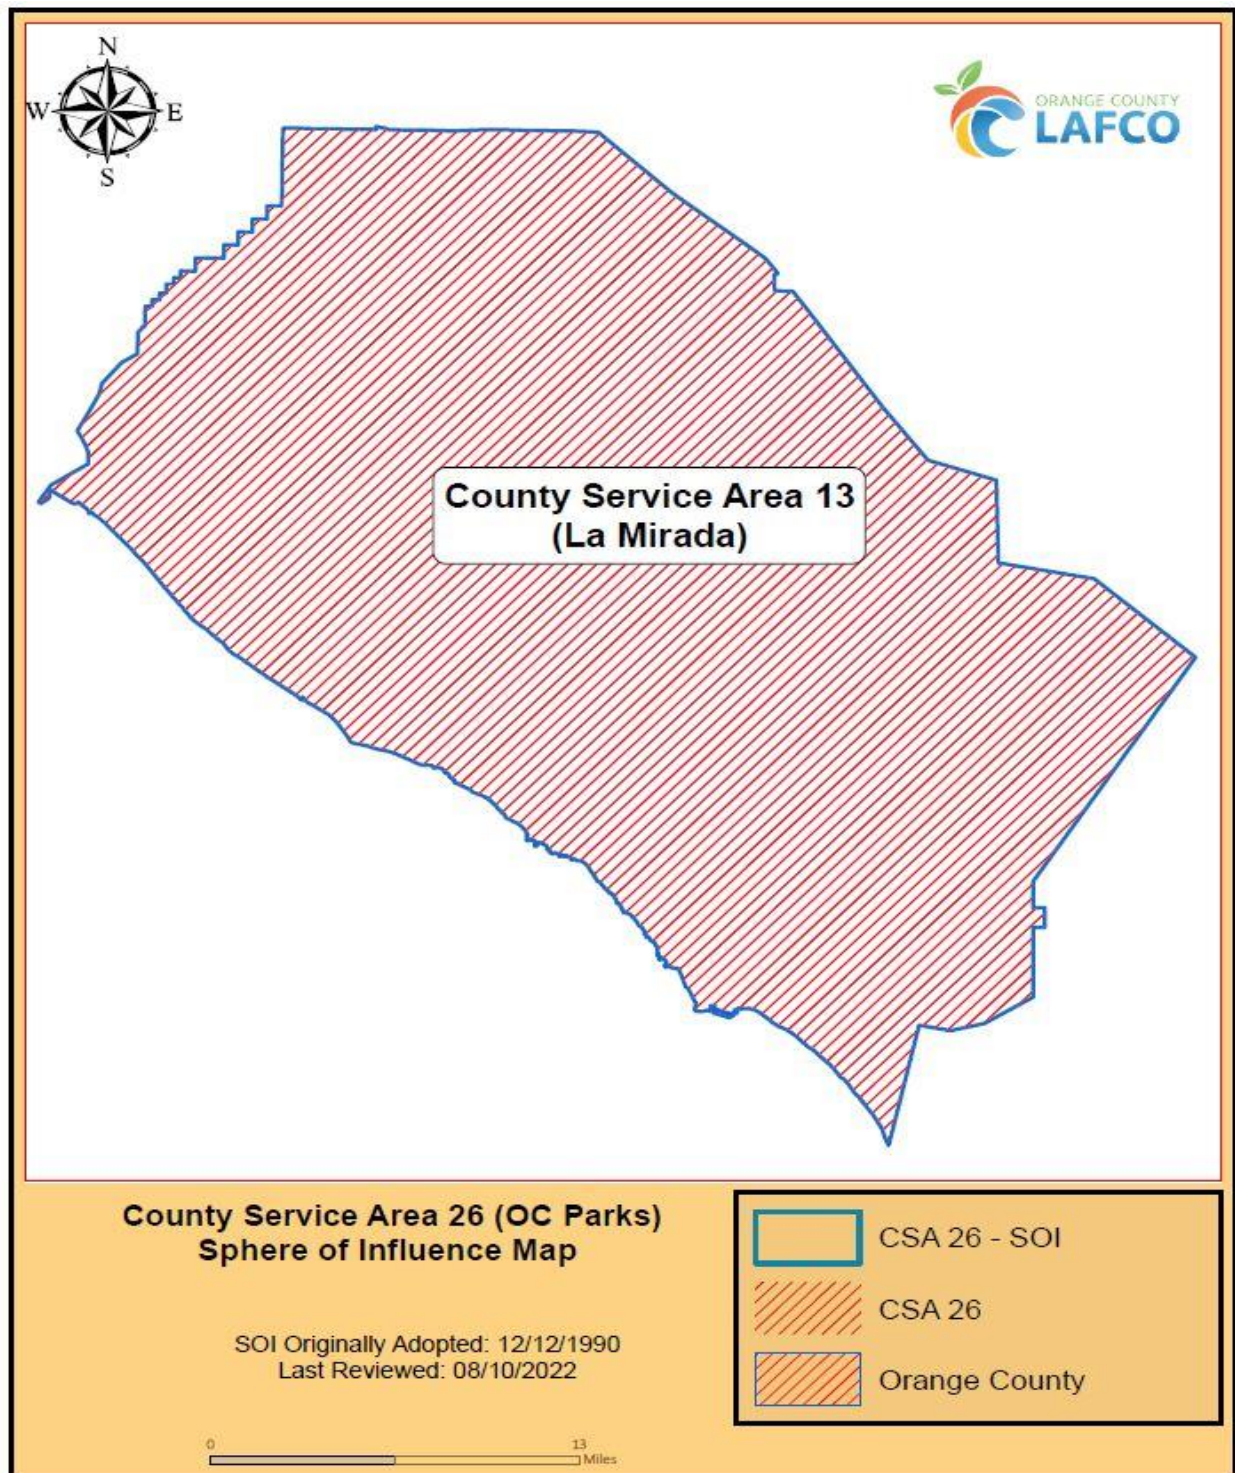 N
W
E
S
ORANGE COUNTY
LAFCO
County Service Area 13
(La Mirada)
County Service Area 26 (OC Parks)
Sphere of Influence Map
SOI Originally Adopted: 12/12/1990
Last Reviewed: 08/10/2022
0
13
Miles
CSA 26 - SOI
CSA 26
Orange County